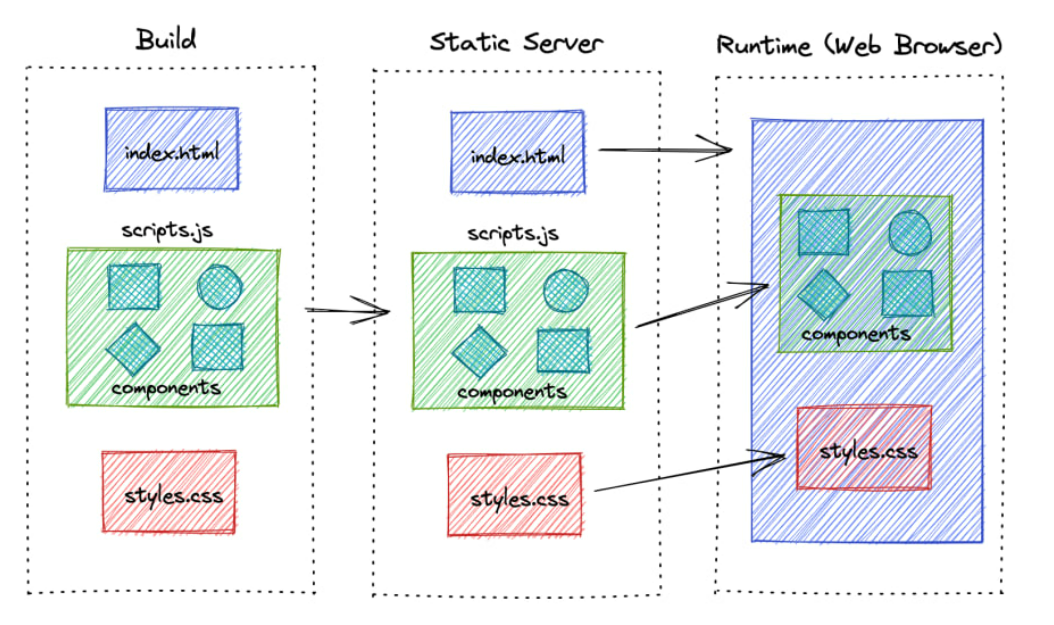 Build
index.html
scripts.js
components
styles.css
Static Server
index.html
scripts.js
components
styles.css
Runtime (Web Browser)
components
styles.css